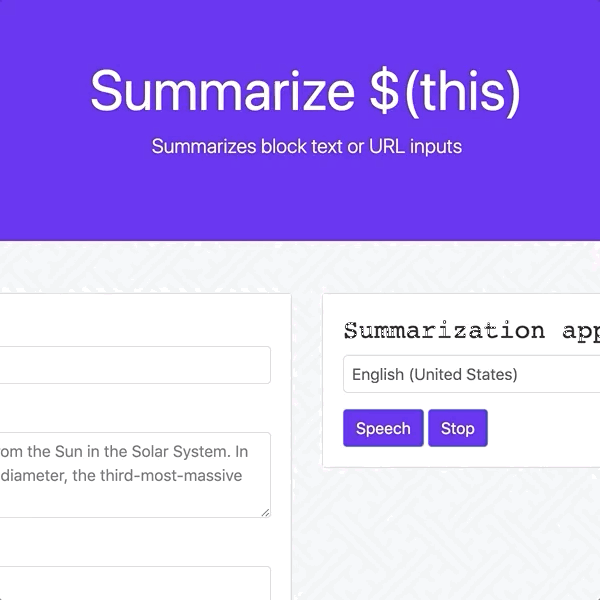 Summarize $(this)
Summarizes block text or URL inputs
om the Sun in the Solar System. In
diameter, the third-most-massive
Summarization app
English (United States)
Speech
Stop